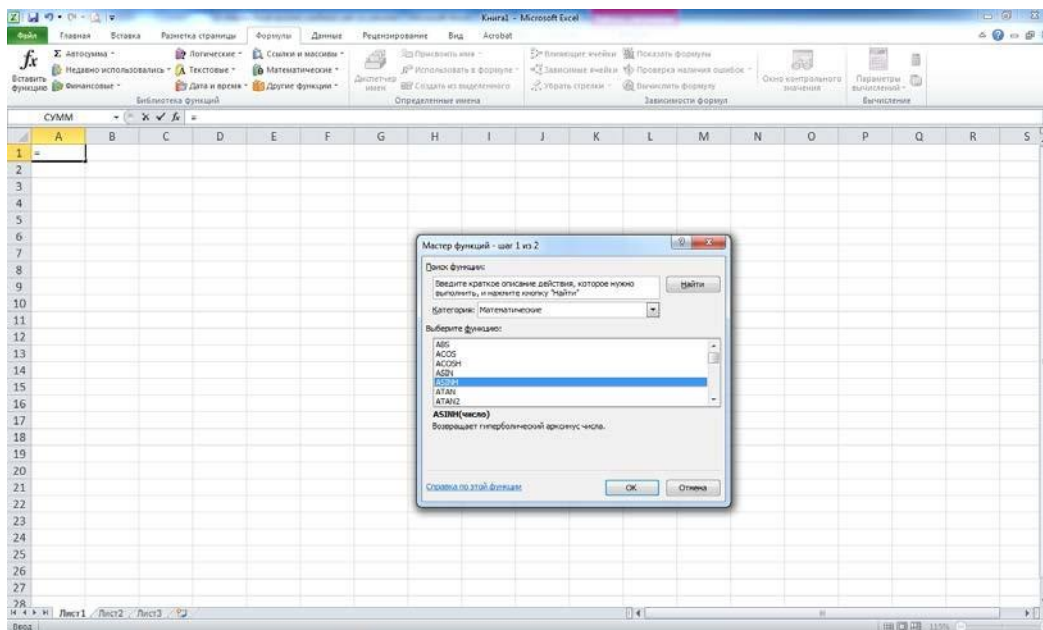 Книга1 - Microsoft Excel
Файл Главная Вставка Разметка страницы Формулы Данные Рецензирование Вид Acrobat
fx
Вставить функцию
Σ Автосумма
Недавно использовались
Финансовые
Логические
Текстовые
Дата и время
Ссылки и массивы
Математические
Другие функции
Библиотека функций
Диспетчер имен
Присвоить имя
Использовать в формуле
Создать из выделенного
Определенные имена
Влияющие ячейки
Зависимые ячейки
Убрать стрелки
Показать формулы
Проверка наличия ошибок
Вычислить формулу
Зависимости формул
Окно контрольного значения
Параметры вычислений
Вычисление
СУММ fx =
A B C D E F G H I J K L M N O P Q R S
1 =
2
3
4
5
6
7
8
9
10
11
12
13
14
15
16
17
18
19
20
21
22
23
24
25
26
27
28
Мастер функций - шаг 1 из 2
Поиск функции:
Введите краткое описание действия, которое нужно
выполнить, и нажмите кнопку "Найти"
Найти
Категория: Математические
Выберите функцию:
ABS
ACOS
ACOSH
ASIN
ASINH
ATAN
ATAN2
ASINH(число)
Возвращает гиперболический арксинус числа.
Справка по этой функции
ОК
Отмена
Лист1 Лист2 Лист3
Ввод 115%